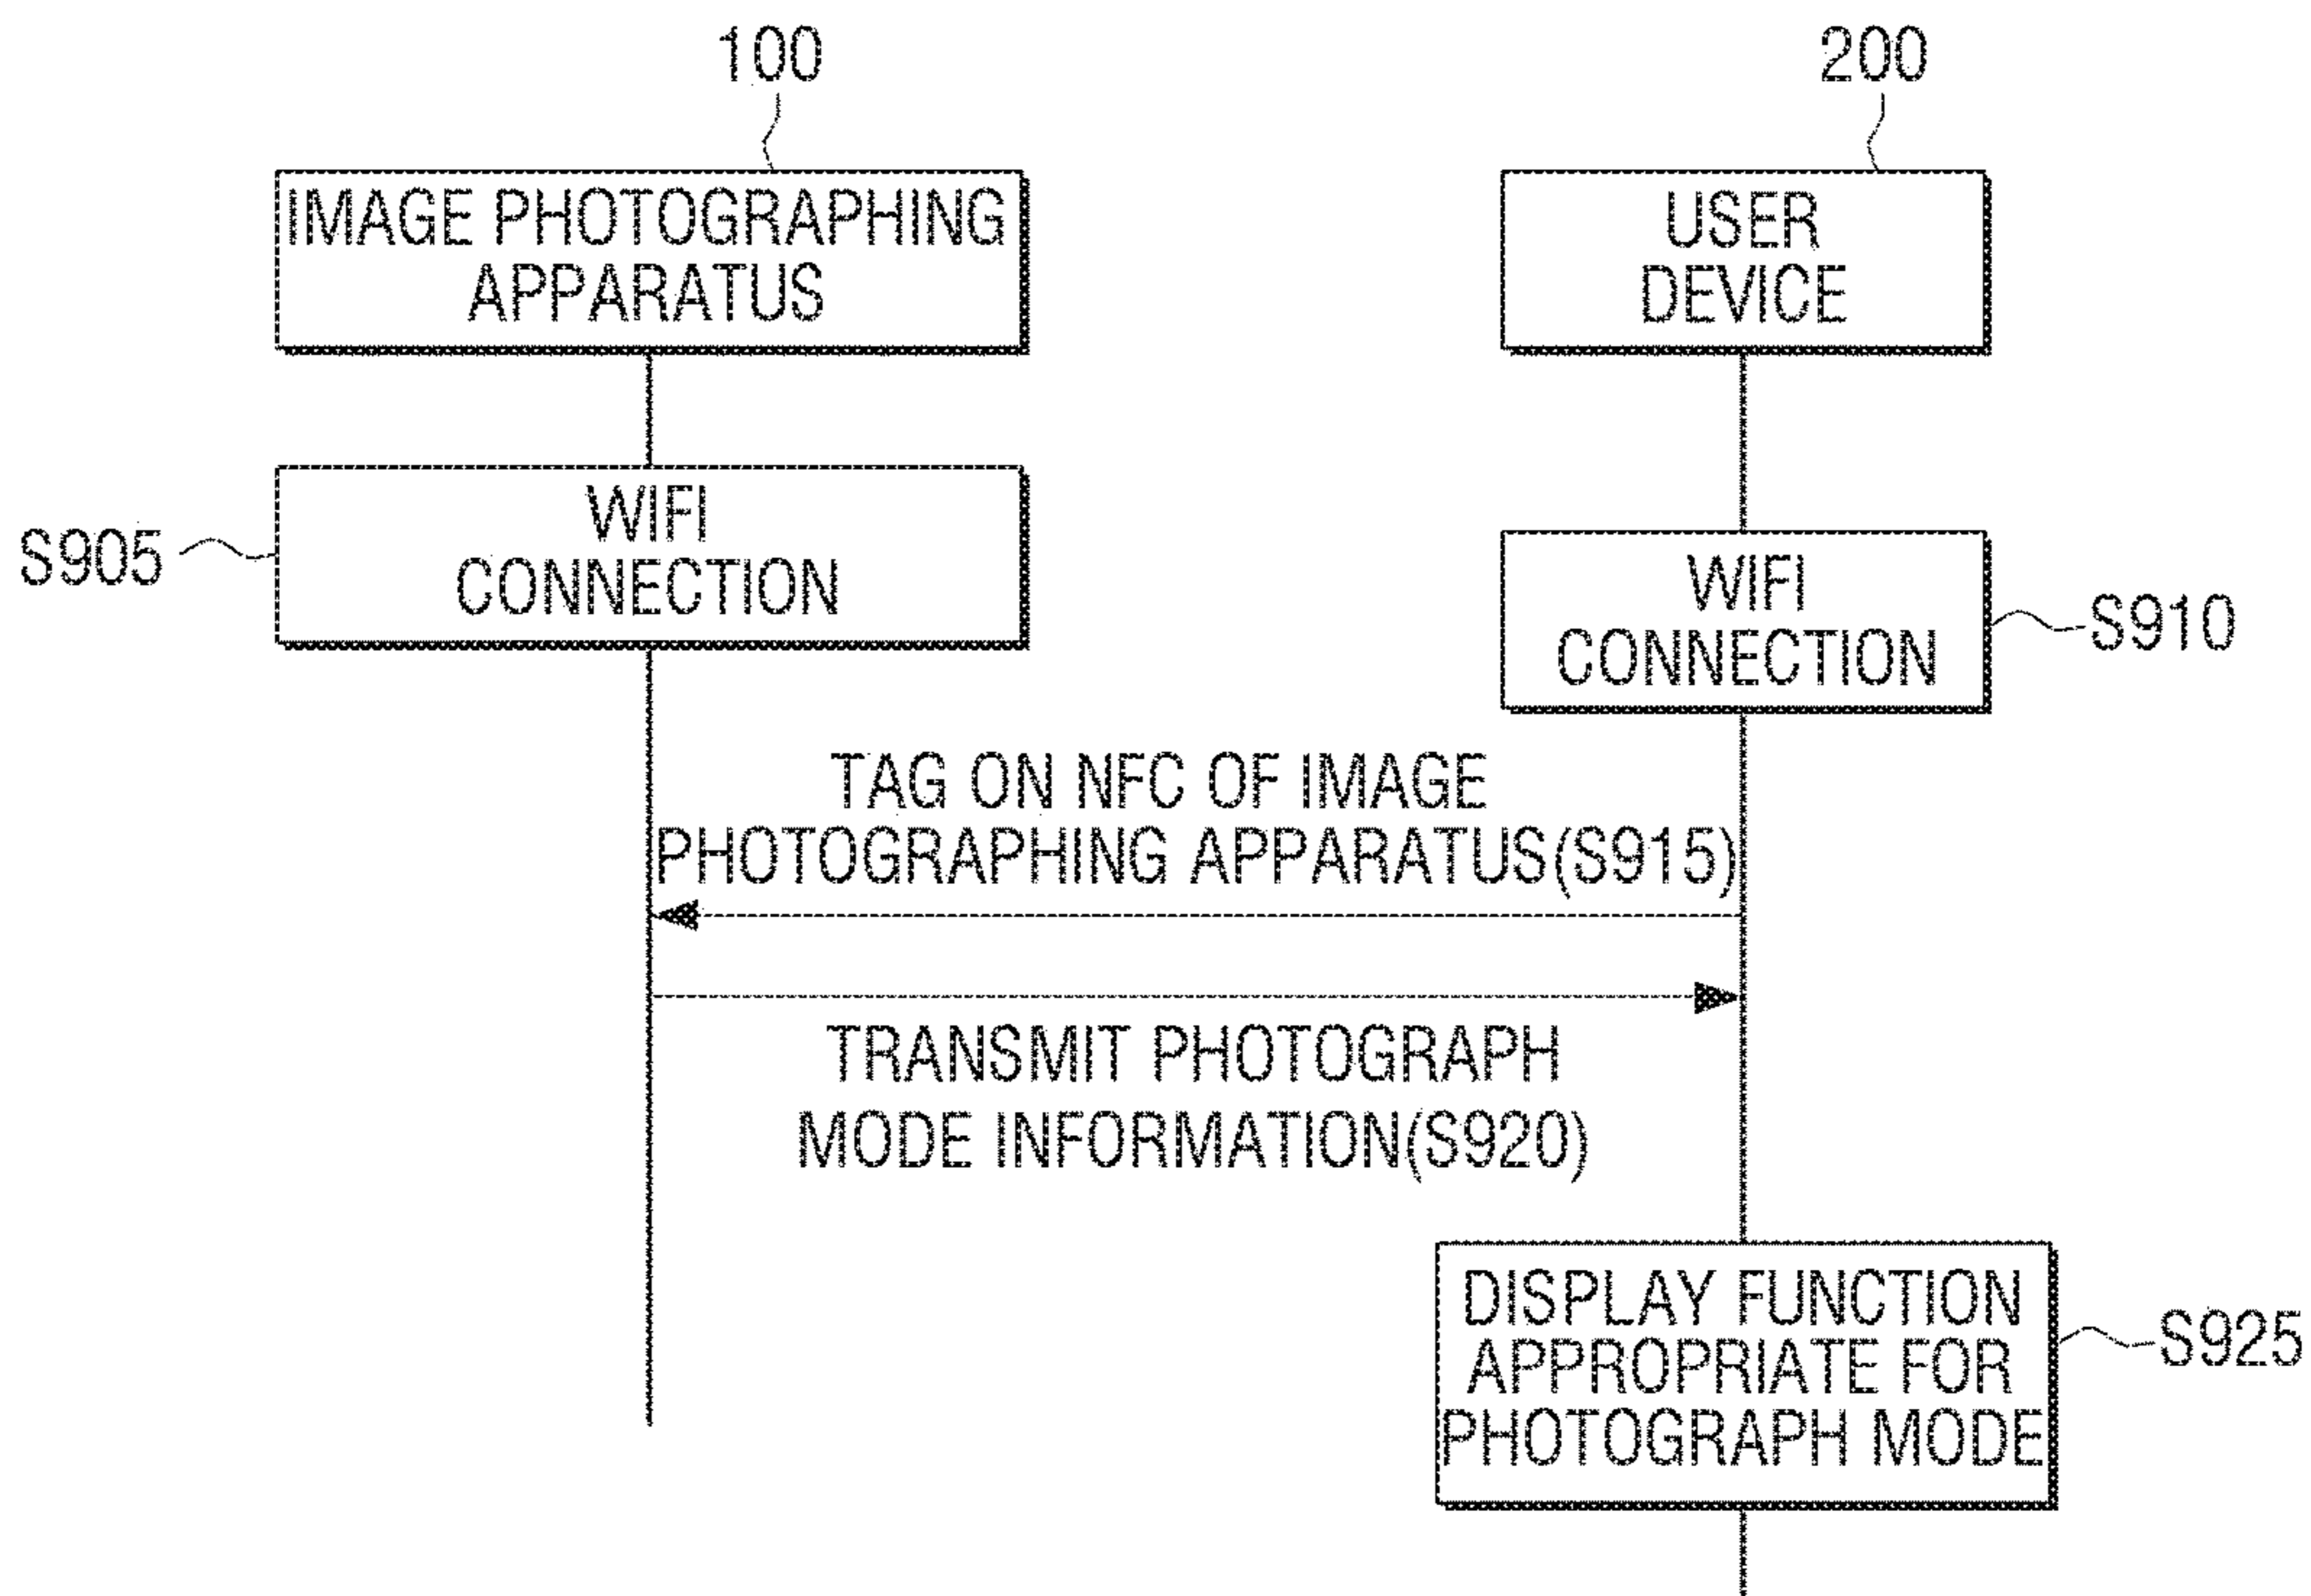 100
200
IMAGE PHOTOGRAPHING
APPARATUS
USER
DEVICE
S905
WIFI
CONNECTION
WIFI
CONNECTION
S910
TAG ON NFC OF IMAGE
PHOTOGRAPHING APPARATUS(S915)
TRANSMIT PHOTOGRAPH
MODE INFORMATION(S920)
DISPLAY FUNCTION
APPROPRIATE FOR
PHOTOGRAPH MODE
S925